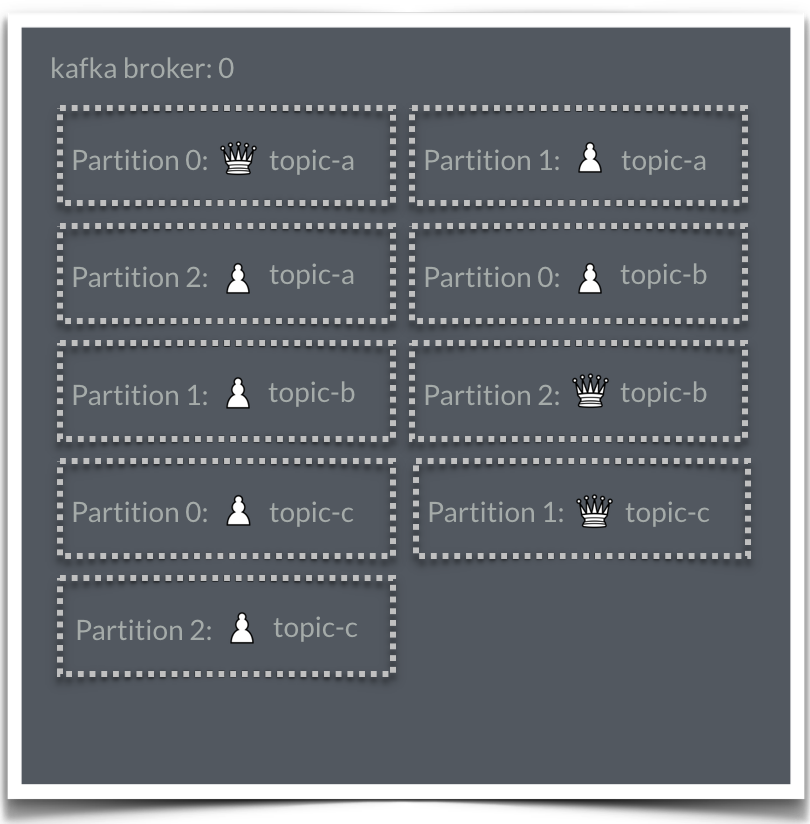 kafka broker: 0
Partition 0: ♛ topic-a
Partition 1: ♟ topic-a
Partition 2: ♟ topic-a
Partition 0: ♟ topic-b
Partition 1: ♟ topic-b
Partition 2: ♛ topic-b
Partition 0: ♟ topic-c
Partition 1: ♛ topic-c
Partition 2: ♟ topic-c